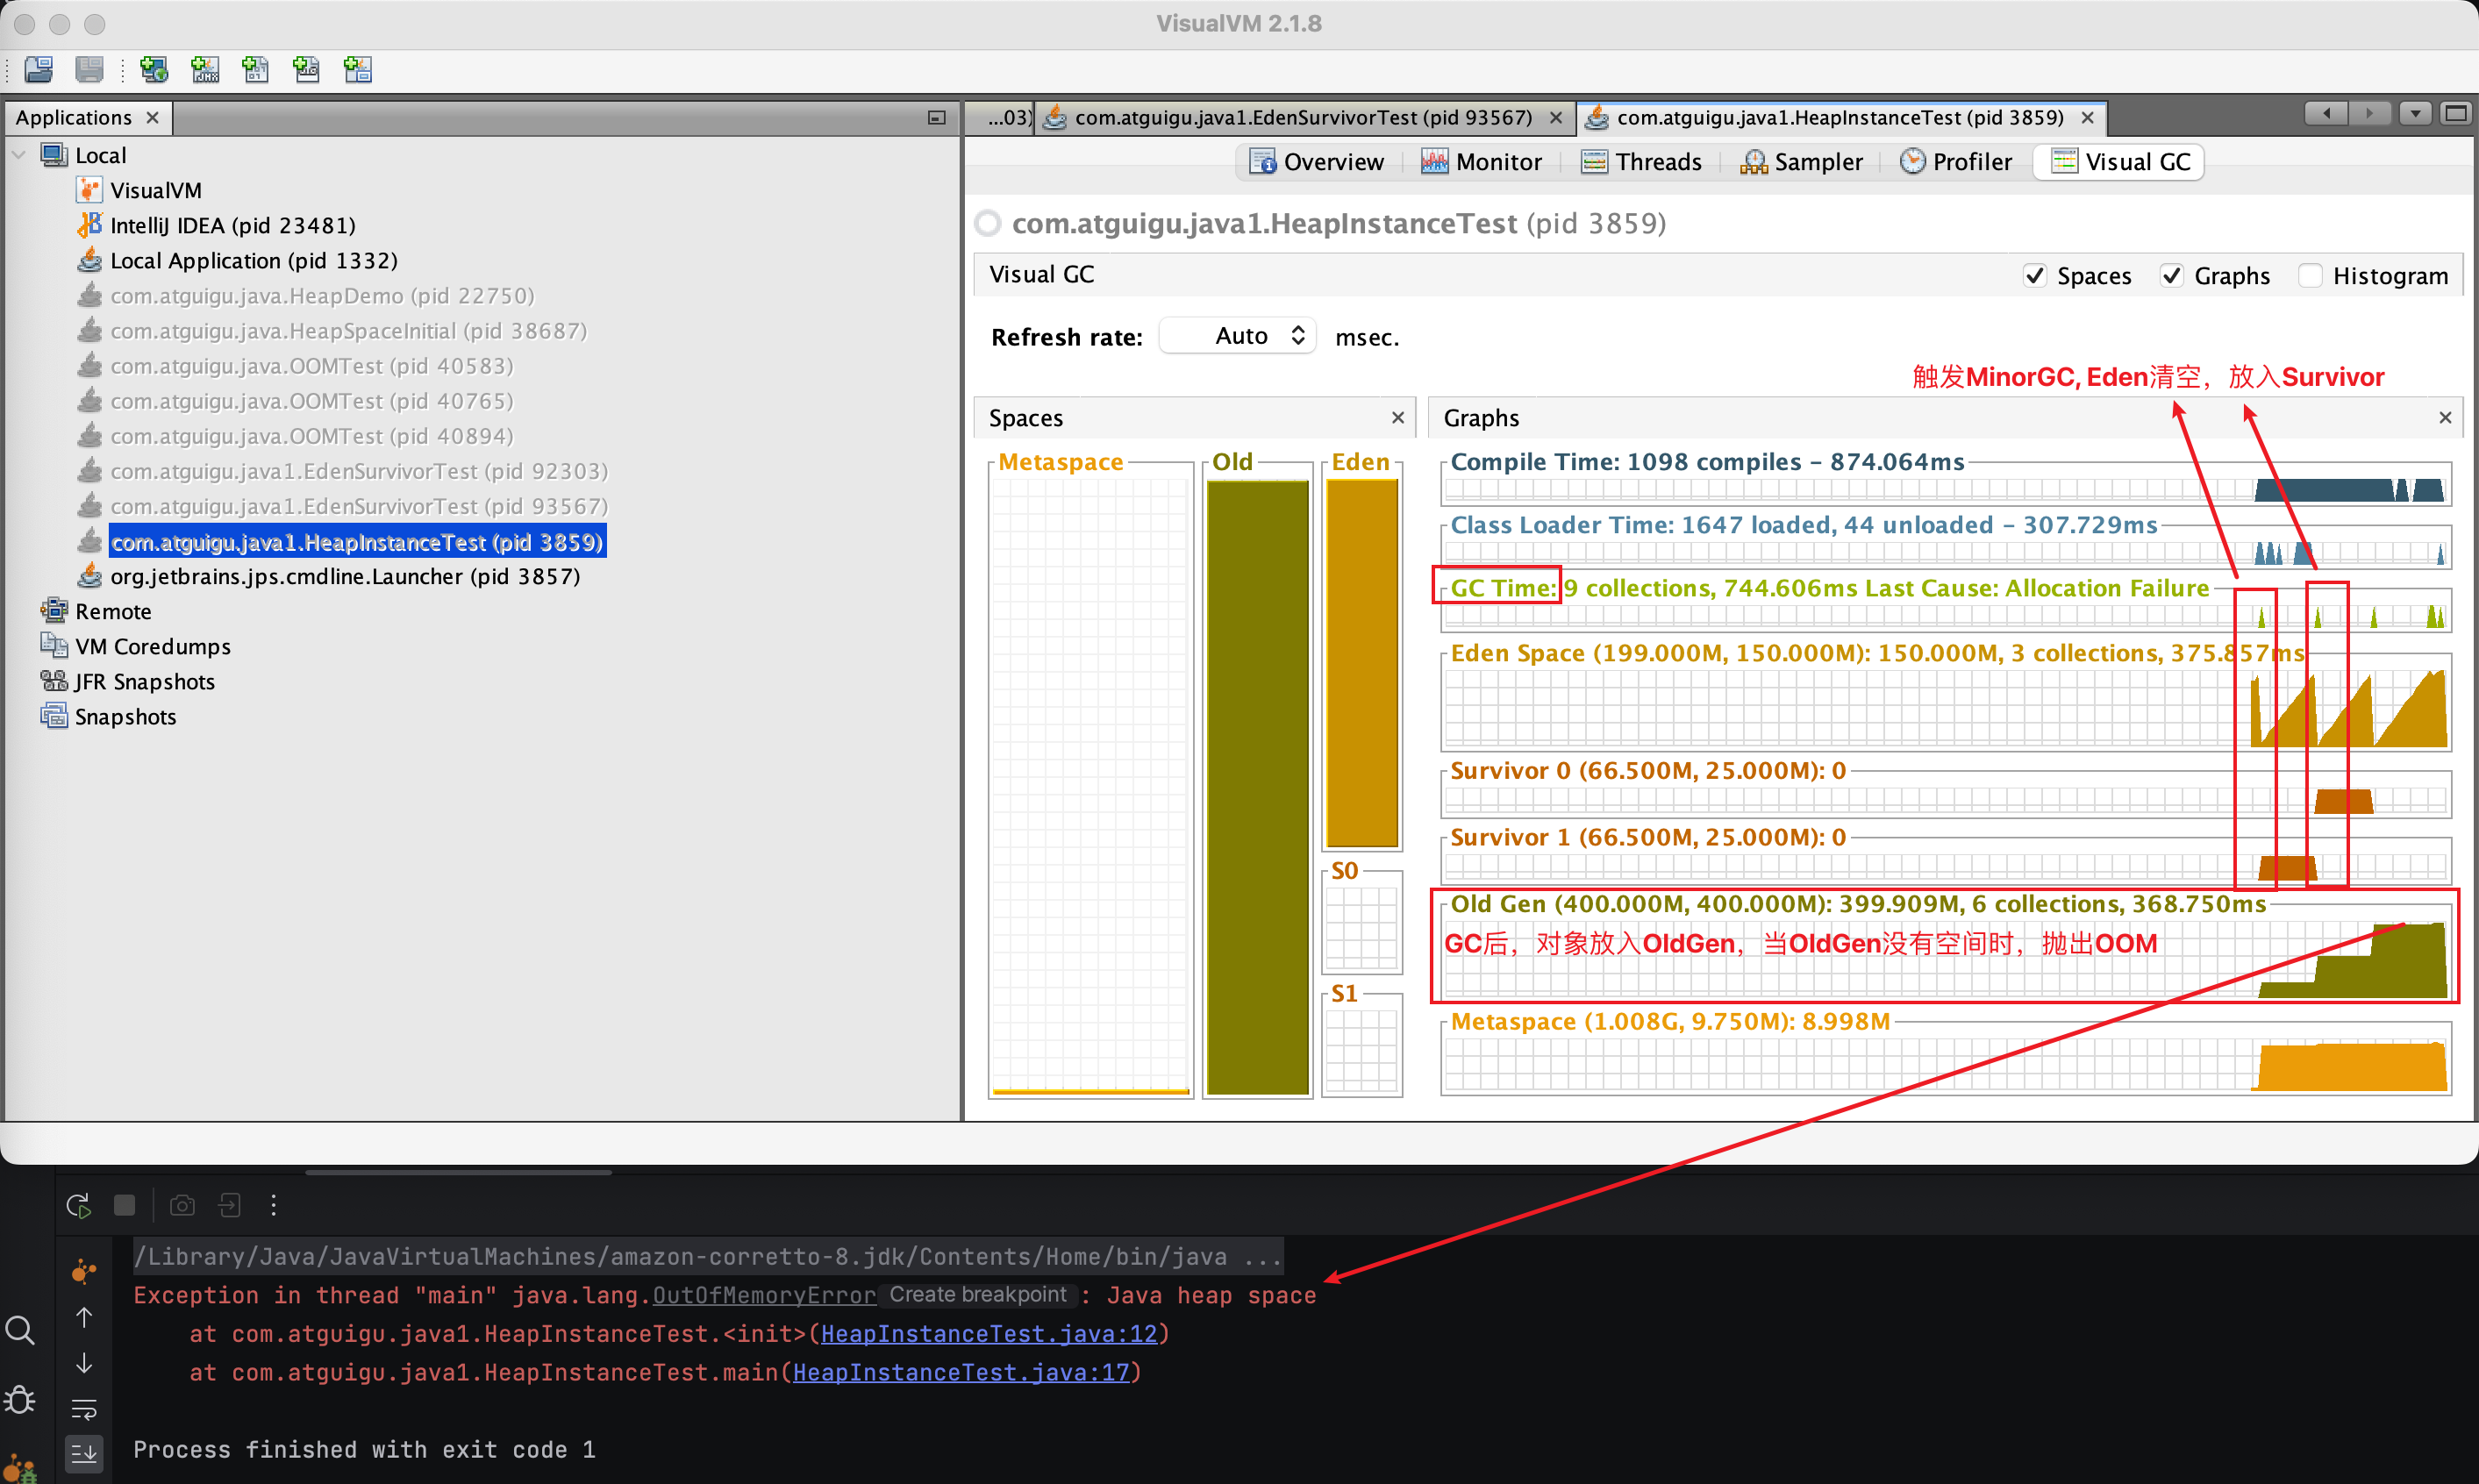 VisualVM 2.1.8
Applications
...03)
com.atguigu.java1.EdenSurvivorTest (pid 93567)
com.atguigu.java1.HeapInstanceTest (pid 3859)
Local
VisualVM
IntelliJ IDEA (pid 23481)
Local Application (pid 1332)
com.atguigu.java.HeapDemo (pid 22750)
com.atguigu.java.HeapSpaceInitial (pid 38687)
com.atguigu.java.OOMTest (pid 40583)
com.atguigu.java.OOMTest (pid 40765)
com.atguigu.java.OOMTest (pid 40894)
com.atguigu.java1.EdenSurvivorTest (pid 92303)
com.atguigu.java1.EdenSurvivorTest (pid 93567)
com.atguigu.java1.HeapInstanceTest (pid 3859)
org.jetbrains.jps.cmdline.Launcher (pid 3857)
Remote
VM Coredumps
JFR Snapshots
Snapshots
Overview
Monitor
Threads
Sampler
Profiler
Visual GC
com.atguigu.java1.HeapInstanceTest (pid 3859)
Visual GC
Spaces
Graphs
Histogram
Refresh rate: Auto msec.
触发MinorGC, Eden清空，放入Survivor
Spaces
Metaspace
Old
Eden
S0
S1
Graphs
Compile Time: 1098 compiles - 874.064ms
Class Loader Time: 1647 loaded, 44 unloaded - 307.729ms
GC Time: 9 collections, 744.606ms Last Cause: Allocation Failure
Eden Space (199.000M, 150.000M): 150.000M, 3 collections, 375.857ms
Survivor 0 (66.500M, 25.000M): 0
Survivor 1 (66.500M, 25.000M): 0
Old Gen (400.000M, 400.000M): 399.909M, 6 collections, 368.750ms
GC后，对象放入OldGen，当OldGen没有空间时，抛出OOM
Metaspace (1.008G, 9.750M): 8.998M
/Library/Java/JavaVirtualMachines/amazon-corretto-8.jdk/Contents/Home/bin/java ...
Exception in thread "main" java.lang.OutOfMemoryError Create breakpoint : Java heap space
at com.atguigu.java1.HeapInstanceTest.<init>(HeapInstanceTest.java:12)
at com.atguigu.java1.HeapInstanceTest.main(HeapInstanceTest.java:17)
Process finished with exit code 1